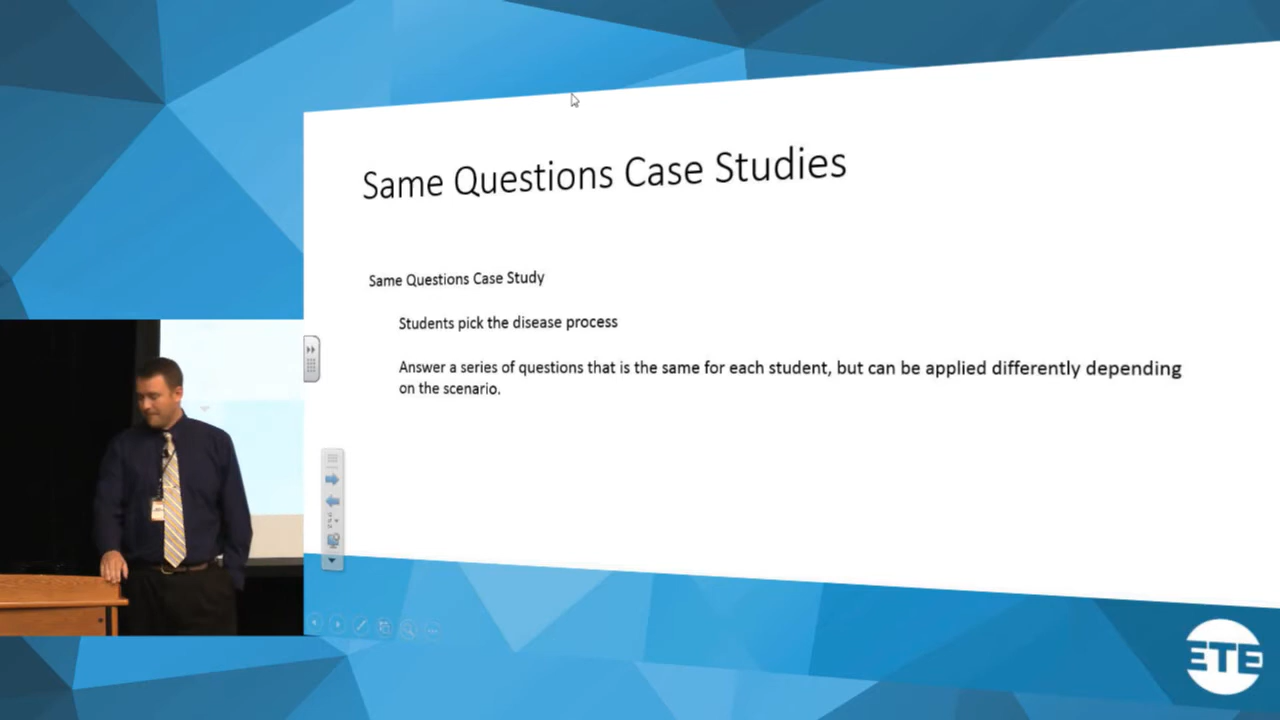 Same Questions Case Studies
Same Questions Case Study
Students pick the disease process
Answer a series of questions that is the same for each student, but can be applied differently depending
on the scenario.
ETE